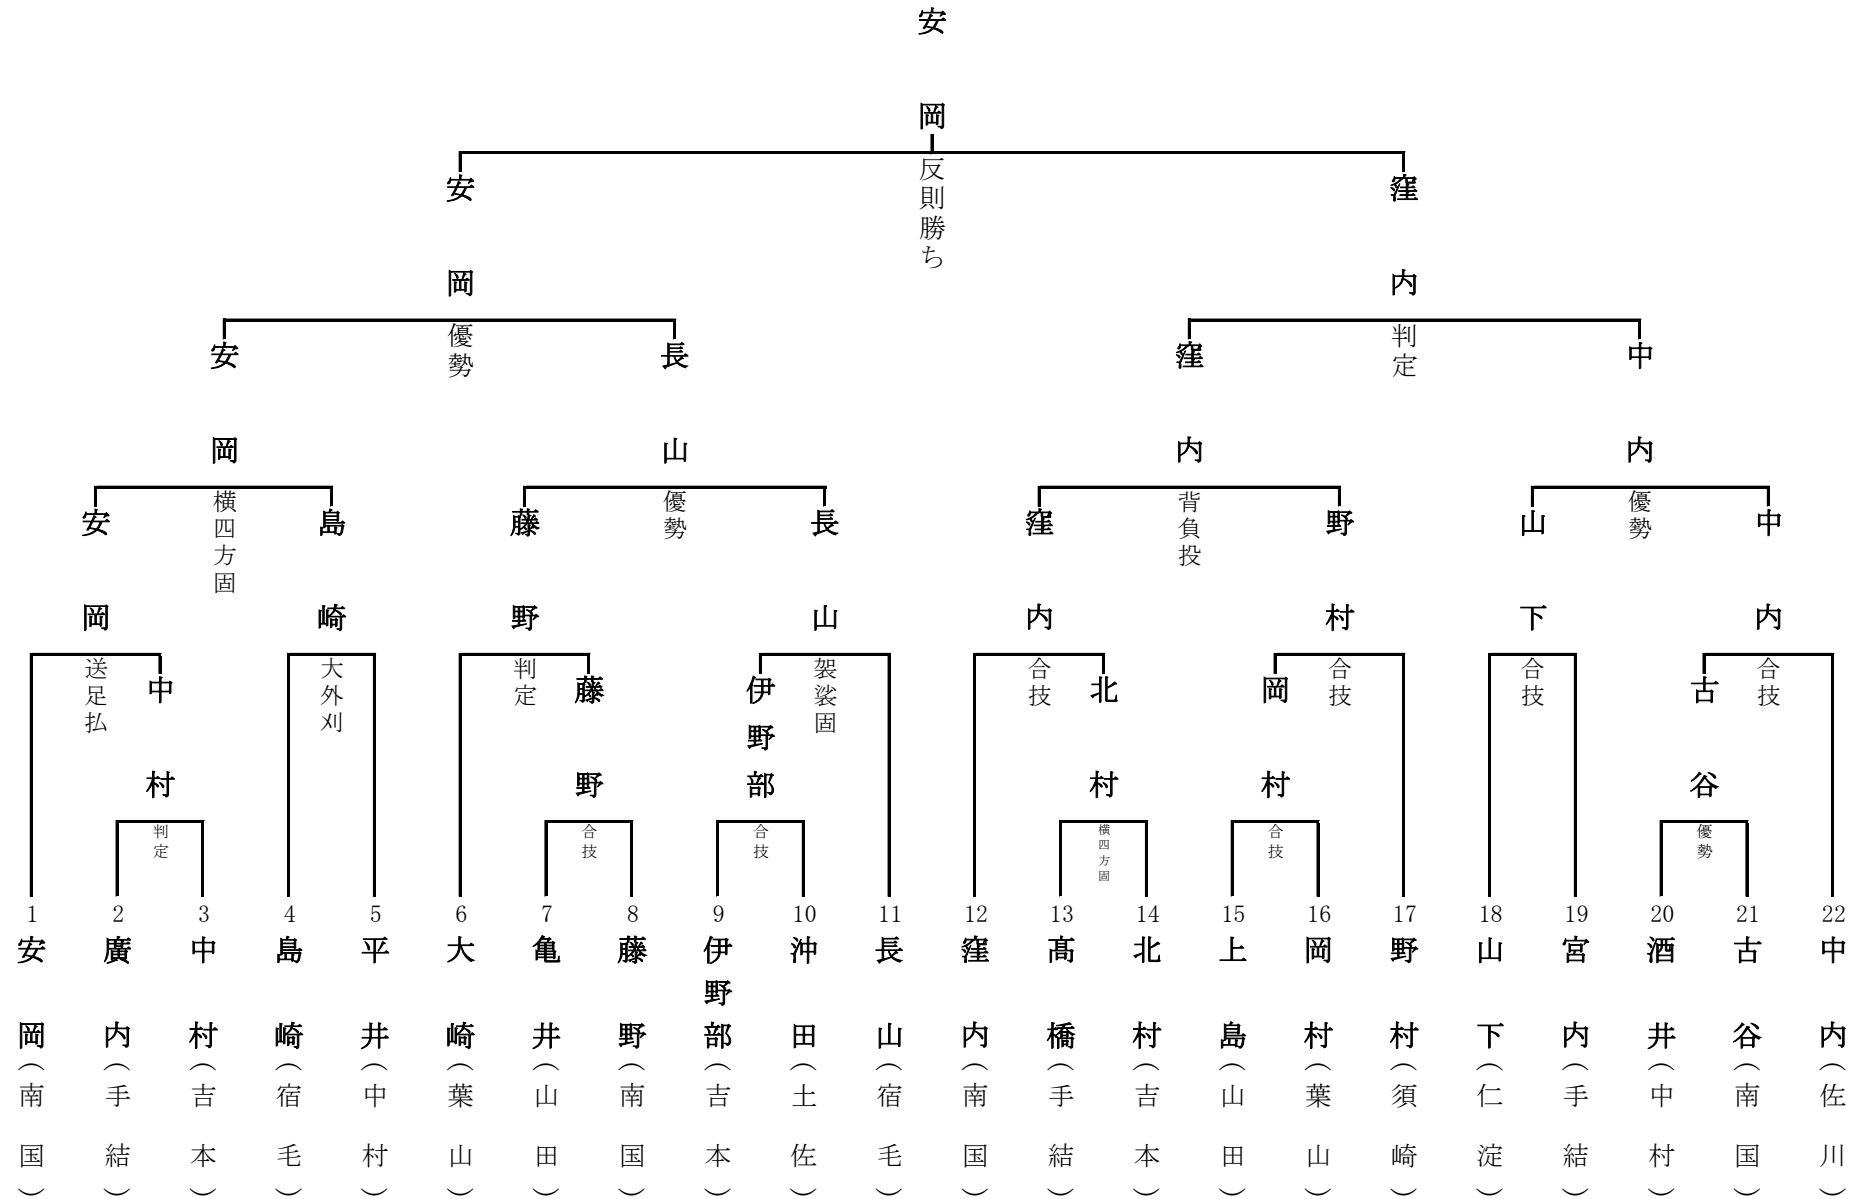 安岡
反則勝ち
安岡
窪内
優勢
判定
安岡
長山
窪内
中内
横四方固
優勢
背負投
優勢
安岡
島崎
藤野
長山
窪内
野村
山下
中内
送足払
大外刈
判定
袈裟固
合技
合技
合技
合技
中村
藤野
伊野部
北村
岡村
古谷
判定
合技
合技
横四方固
合技
優勢
1 安岡(南国)
2 廣内(手結)
3 中村(吉本)
4 島崎(宿毛)
5 平井(中村)
6 大崎(葉山)
7 亀井(山田)
8 藤野(南国)
9 伊野部(吉本)
10 沖田(土佐)
11 長山(宿毛)
12 窪内(南国)
13 髙橋(手結)
14 北村(吉本)
15 上島(山田)
16 岡村(葉山)
17 野村(須崎)
18 山下(仁淀)
19 宮内(手結)
20 酒井(中村)
21 古谷(南国)
22 中内(佐川)